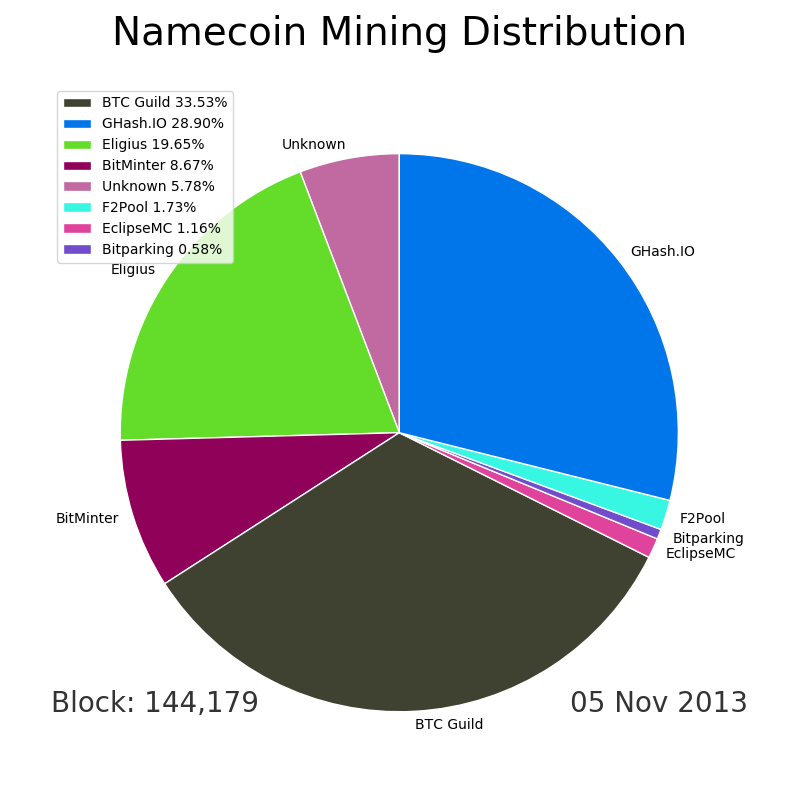 Namecoin Mining Distribution
BTC Guild 33.53%
GHash.IO 28.90%
Eligius 19.65%
BitMinter 8.67%
Unknown 5.78%
F2Pool 1.73%
EclipseMC 1.16%
Bitparking 0.58%
Unknown
GHash.IO
Eligius
BitMinter
F2Pool
Bitparking
EclipseMC
BTC Guild
Block: 144,179
05 Nov 2013